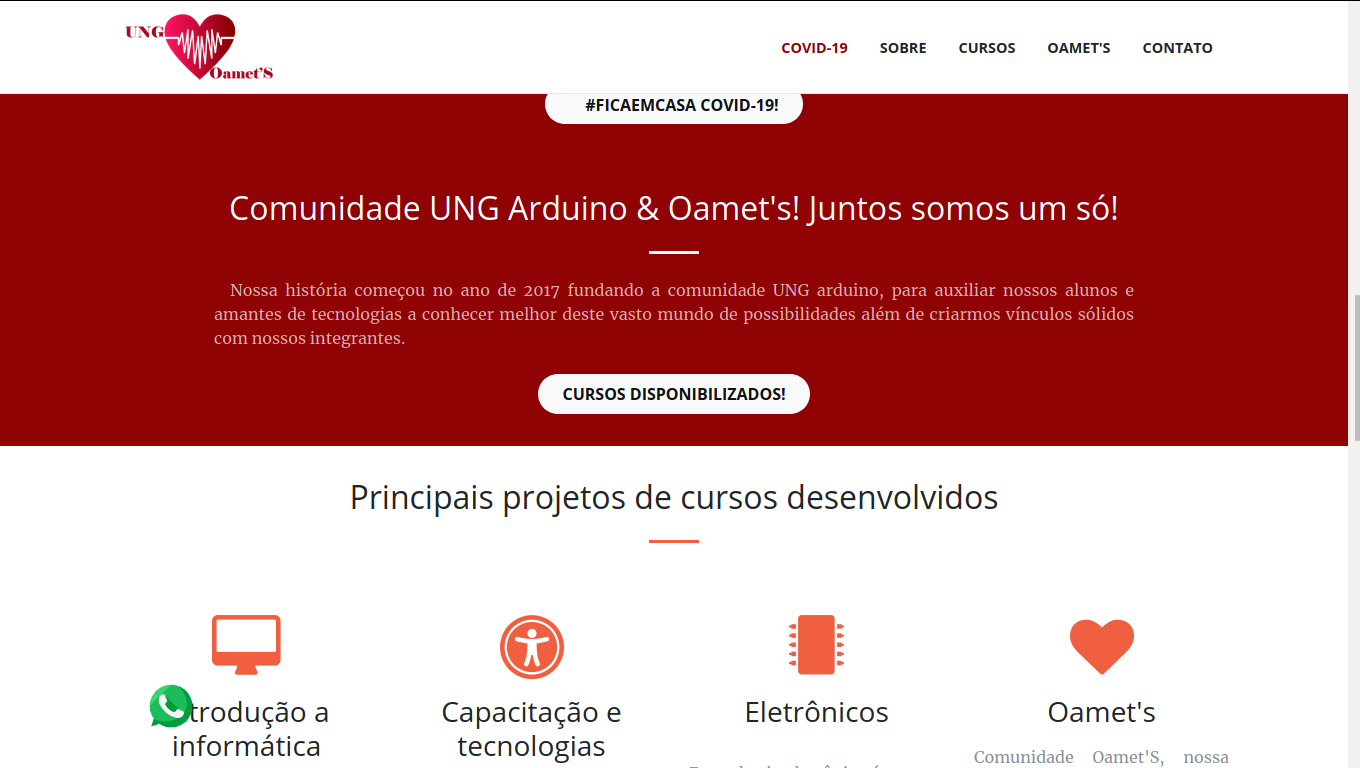 UNG
Oamet'S
COVID-19 SOBRE CURSOS OAMET'S CONTATO
#FICAEMCASA COVID-19!
Comunidade UNG Arduino & Oamet's! Juntos somos um só!
Nossa história começou no ano de 2017 fundando a comunidade UNG arduino, para auxiliar nossos alunos e
amantes de tecnologias a conhecer melhor deste vasto mundo de possibilidades além de criarmos vínculos sólidos
com nossos integrantes.
CURSOS DISPONIBILIZADOS!
Principais projetos de cursos desenvolvidos
trodução a
informática
Capacitação e
tecnologias
Eletrônicos
Oamet's
Comunidade Oamet'S, nossa